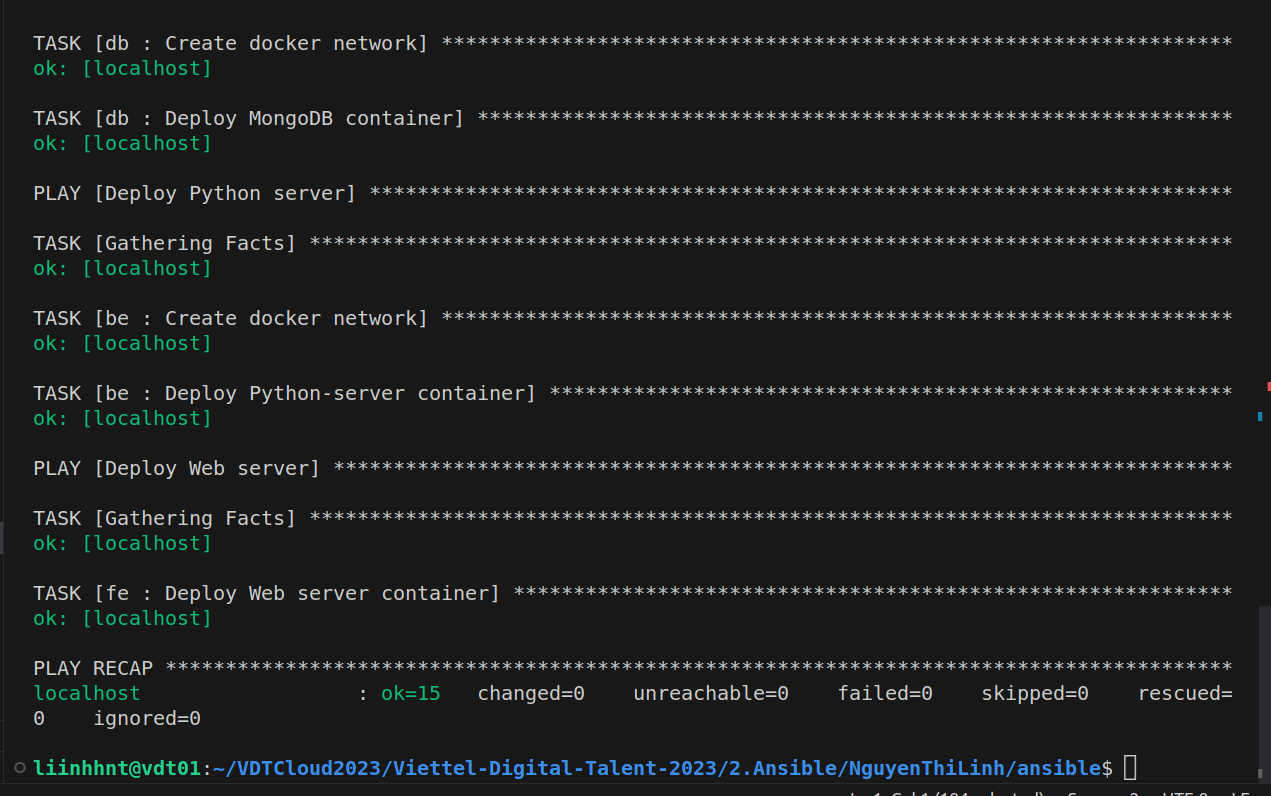 TASK [db : Create docker network] ******************************************************************
ok: [localhost]
TASK [db : Deploy MongoDB container] ***************************************************************
ok: [localhost]
PLAY [Deploy Python server] ************************************************************************
TASK [Gathering Facts] *****************************************************************************
ok: [localhost]
TASK [be : Create docker network] ******************************************************************
ok: [localhost]
TASK [be : Deploy Python-server container] *********************************************************
ok: [localhost]
PLAY [Deploy Web server] ***************************************************************************
TASK [Gathering Facts] *****************************************************************************
ok: [localhost]
TASK [fe : Deploy Web server container] ************************************************************
ok: [localhost]
PLAY RECAP *****************************************************************************************
localhost                  : ok=15   changed=0    unreachable=0    failed=0    skipped=0    rescued=
0    ignored=0
liinhhnt@vdt01:~/VDTCloud2023/Viettel-Digital-Talent-2023/2.Ansible/NguyenThiLinh/ansible$